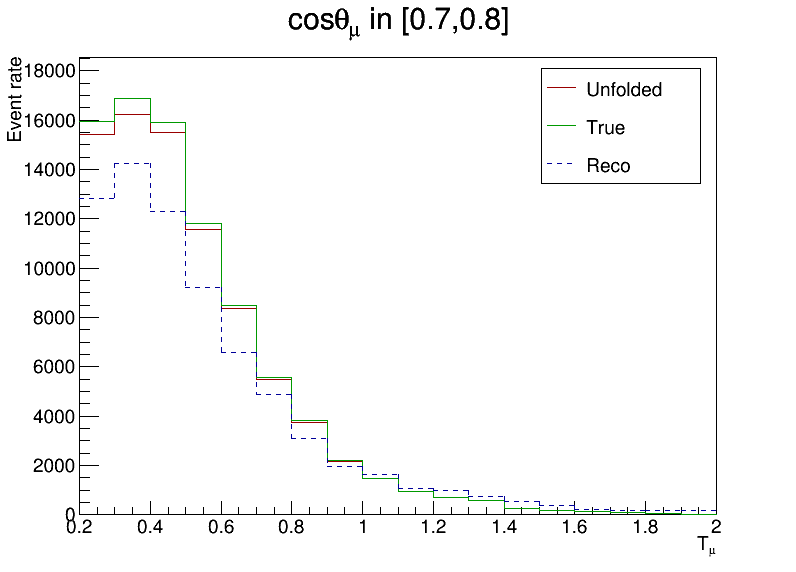 cosθμ in [0.7,0.8]
Event rate
18000
16000
14000
12000
10000
8000
6000
4000
2000
0
Unfolded
True
Reco
0.2 0.4 0.6 0.8 1 1.2 1.4 1.6 1.8 2
Tμ